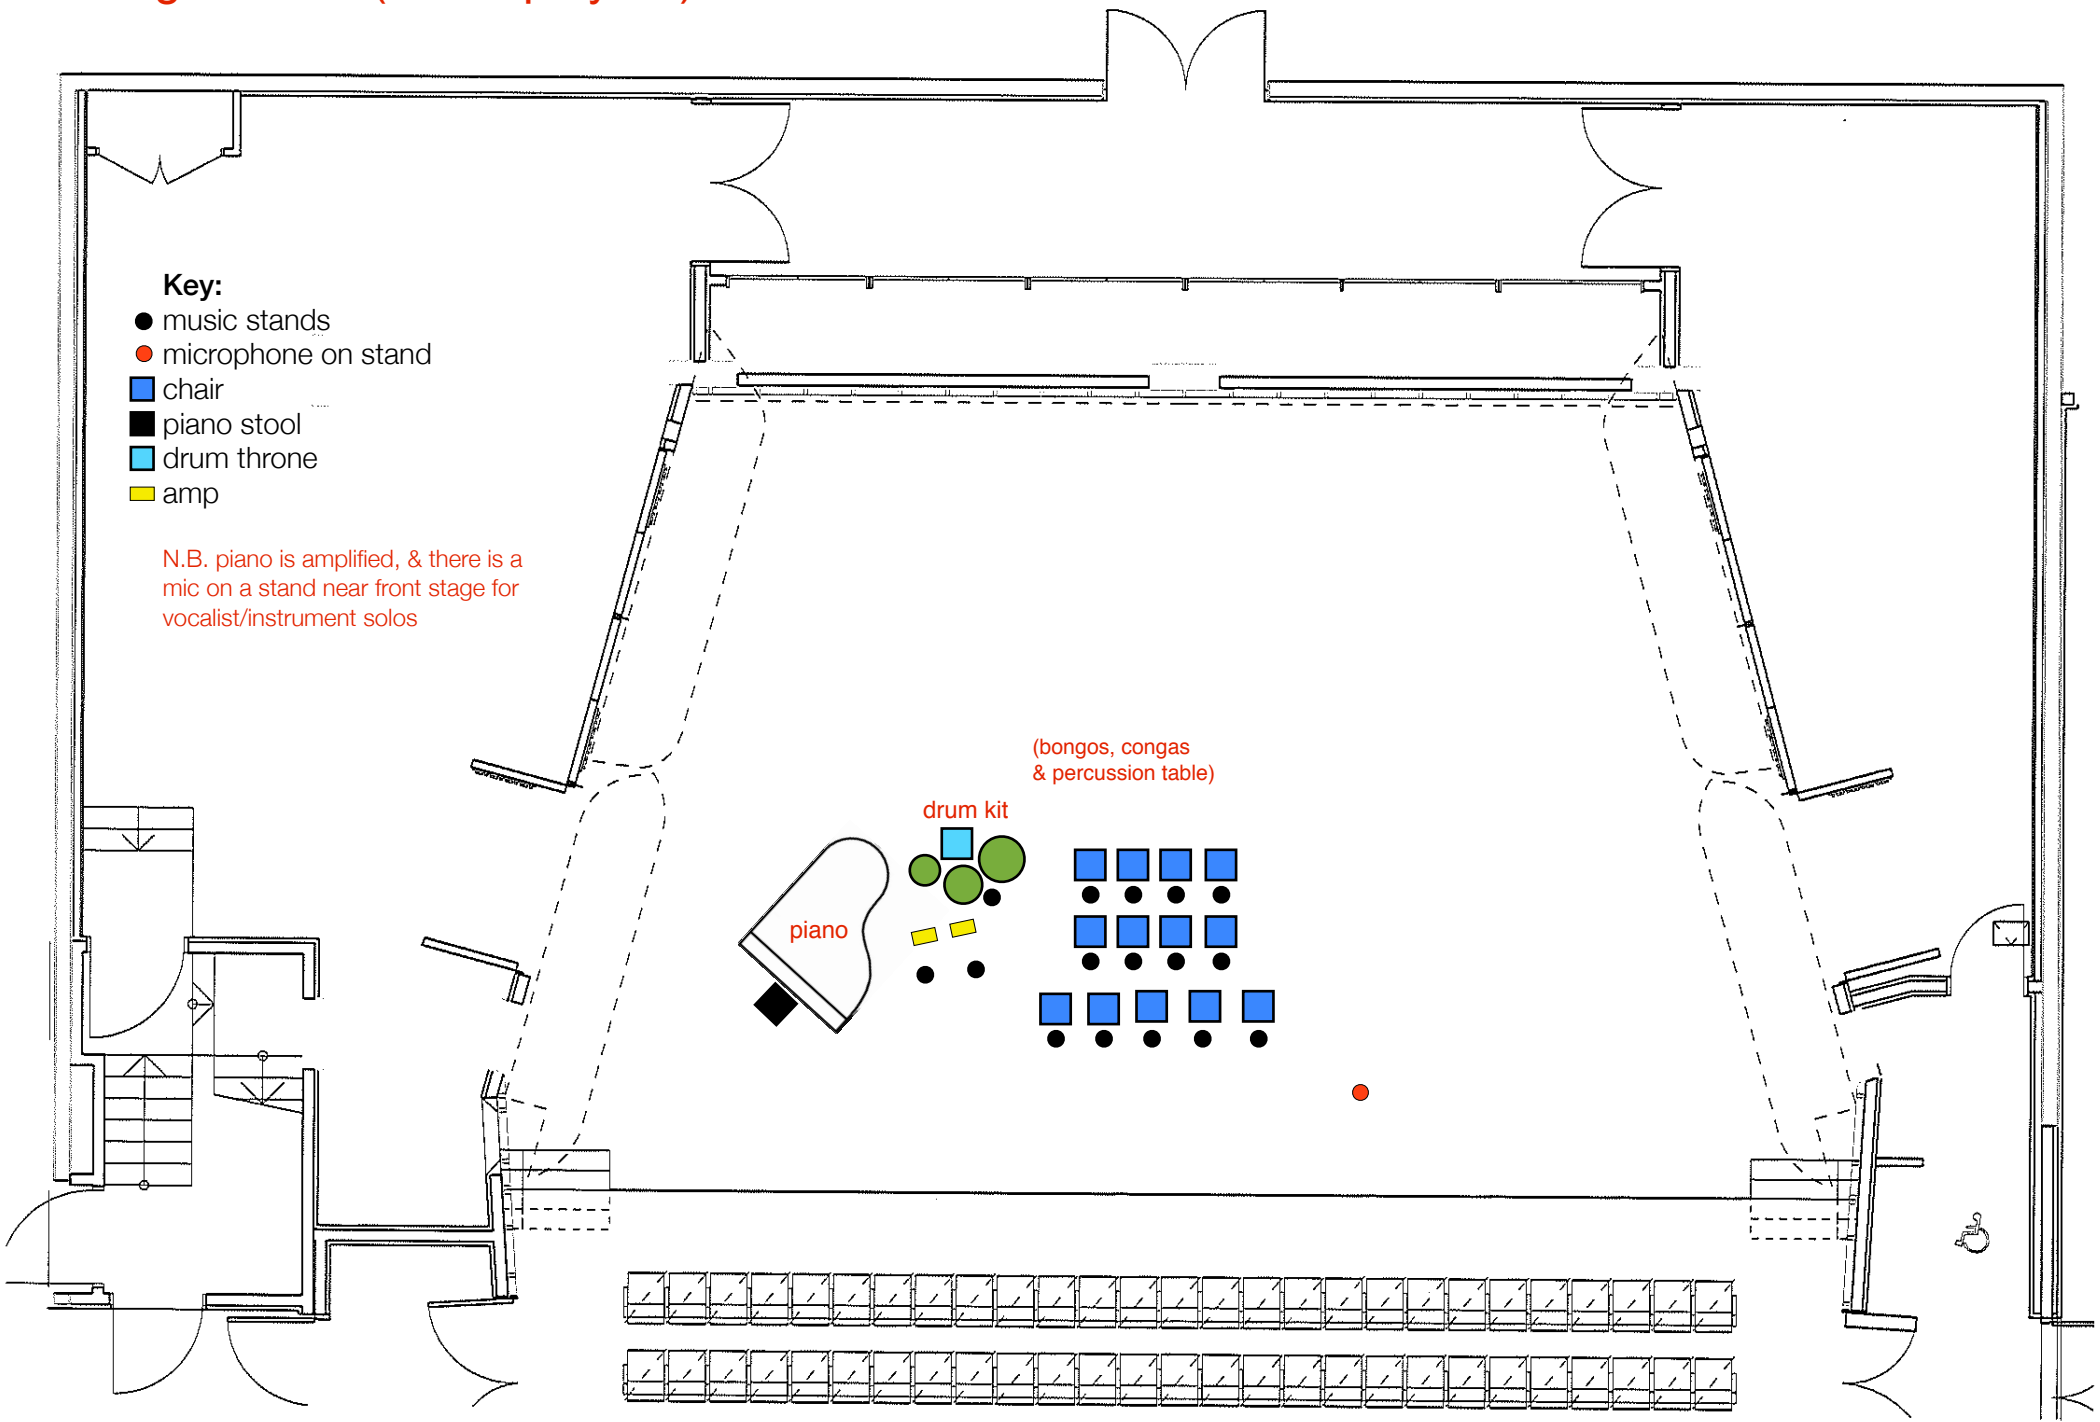 Key:
music stands
microphone on stand
chair
piano stool
drum throne
amp
N.B. piano is amplified, & there is a
mic on a stand near front stage for
vocalist/instrument solos
(bongos, congas
& percussion table)
drum kit
piano